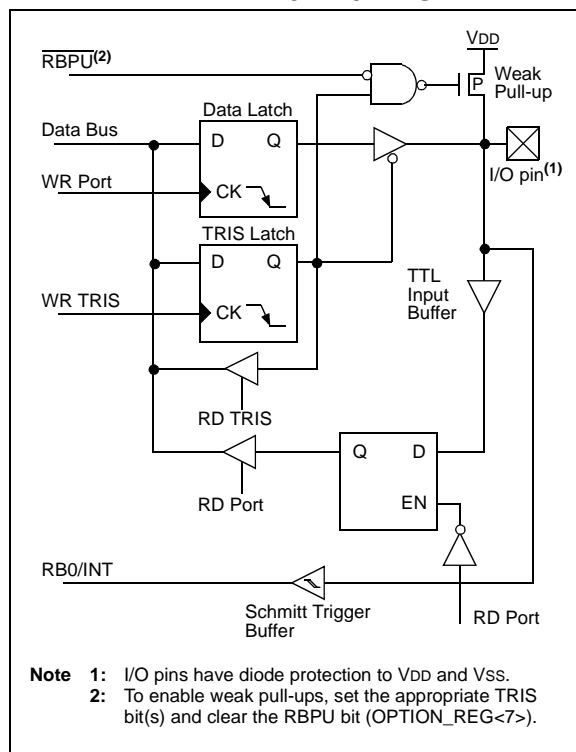 VDD
RBPU(2)
Weak
Pull-up
P
Data Latch
Data Bus
D Q
I/O pin(1)
WR Port
CK
TRIS Latch
D Q
TTL
Input
Buffer
WR TRIS
CK
RD TRIS
Q D
RD Port
EN
RB0/INT
Schmitt Trigger
Buffer
RD Port
Note 1: I/O pins have diode protection to VDD and VSS.
2: To enable weak pull-ups, set the appropriate TRIS
bit(s) and clear the RBPU bit (OPTION_REG<7>).